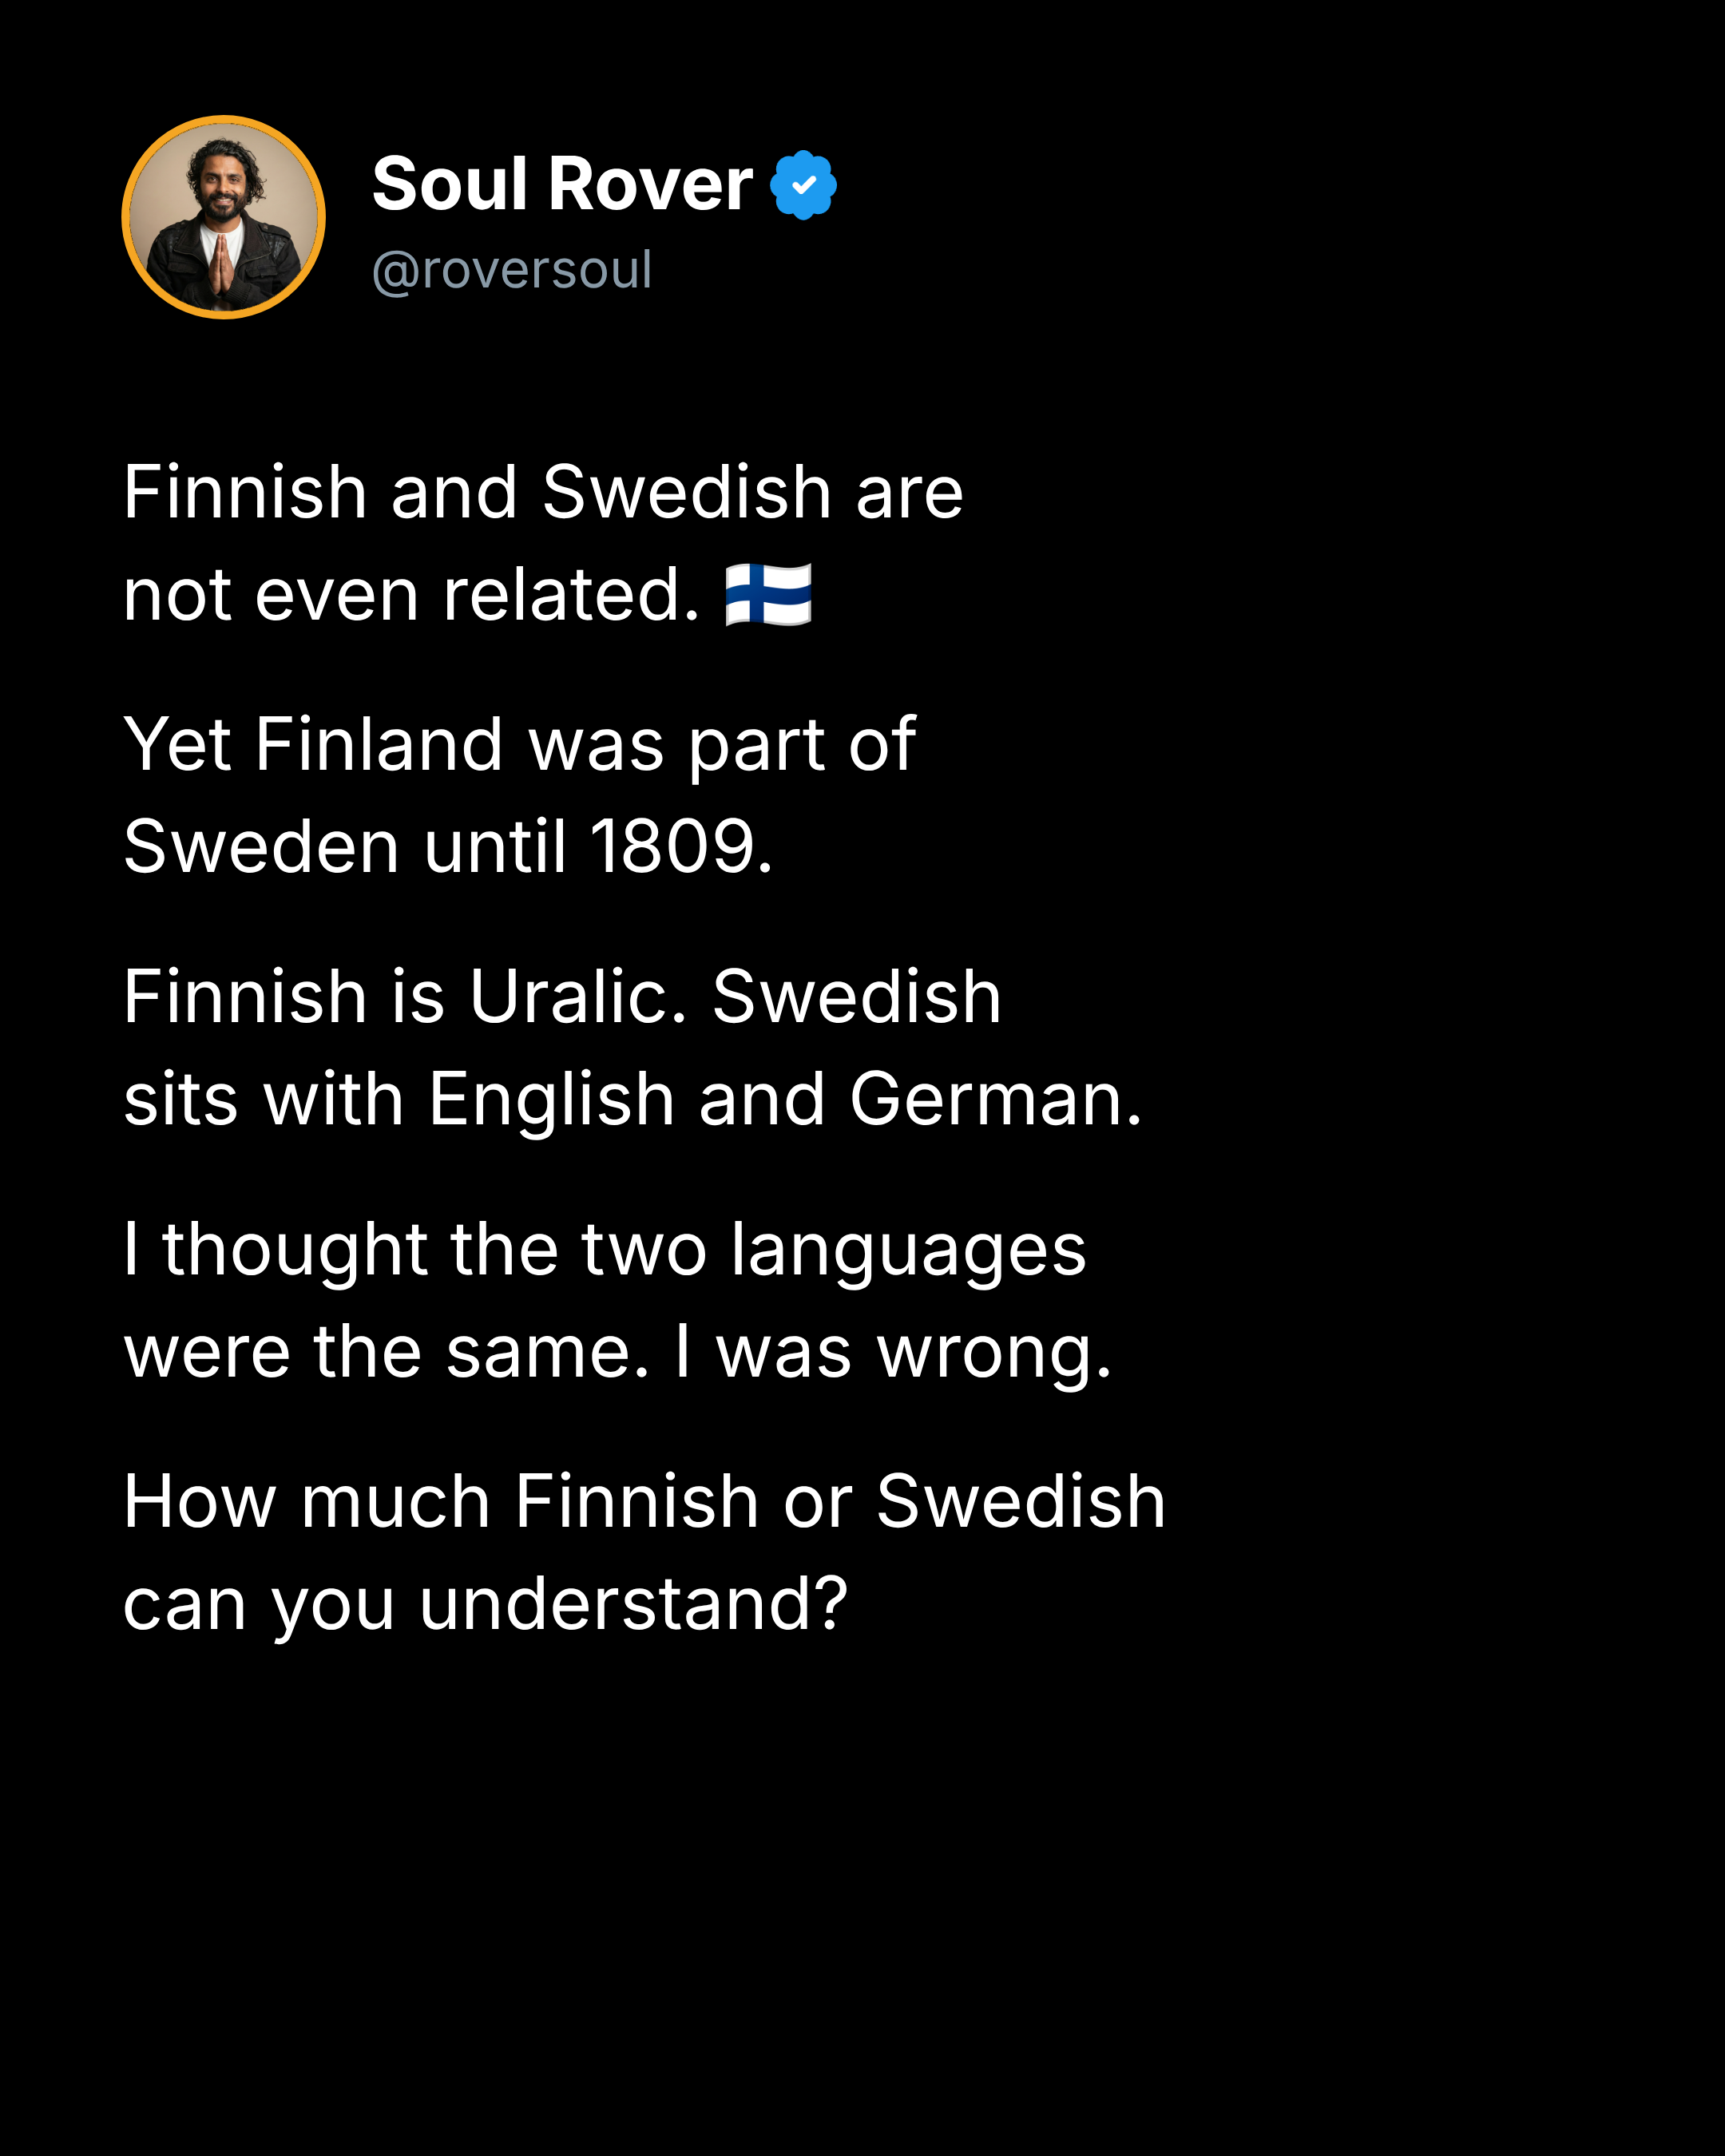 Soul Rover
@roversoul
Finnish and Swedish are
not even related. 🇫🇮
Yet Finland was part of
Sweden until 1809.
Finnish is Uralic. Swedish
sits with English and German.
I thought the two languages
were the same. I was wrong.
How much Finnish or Swedish
can you understand?